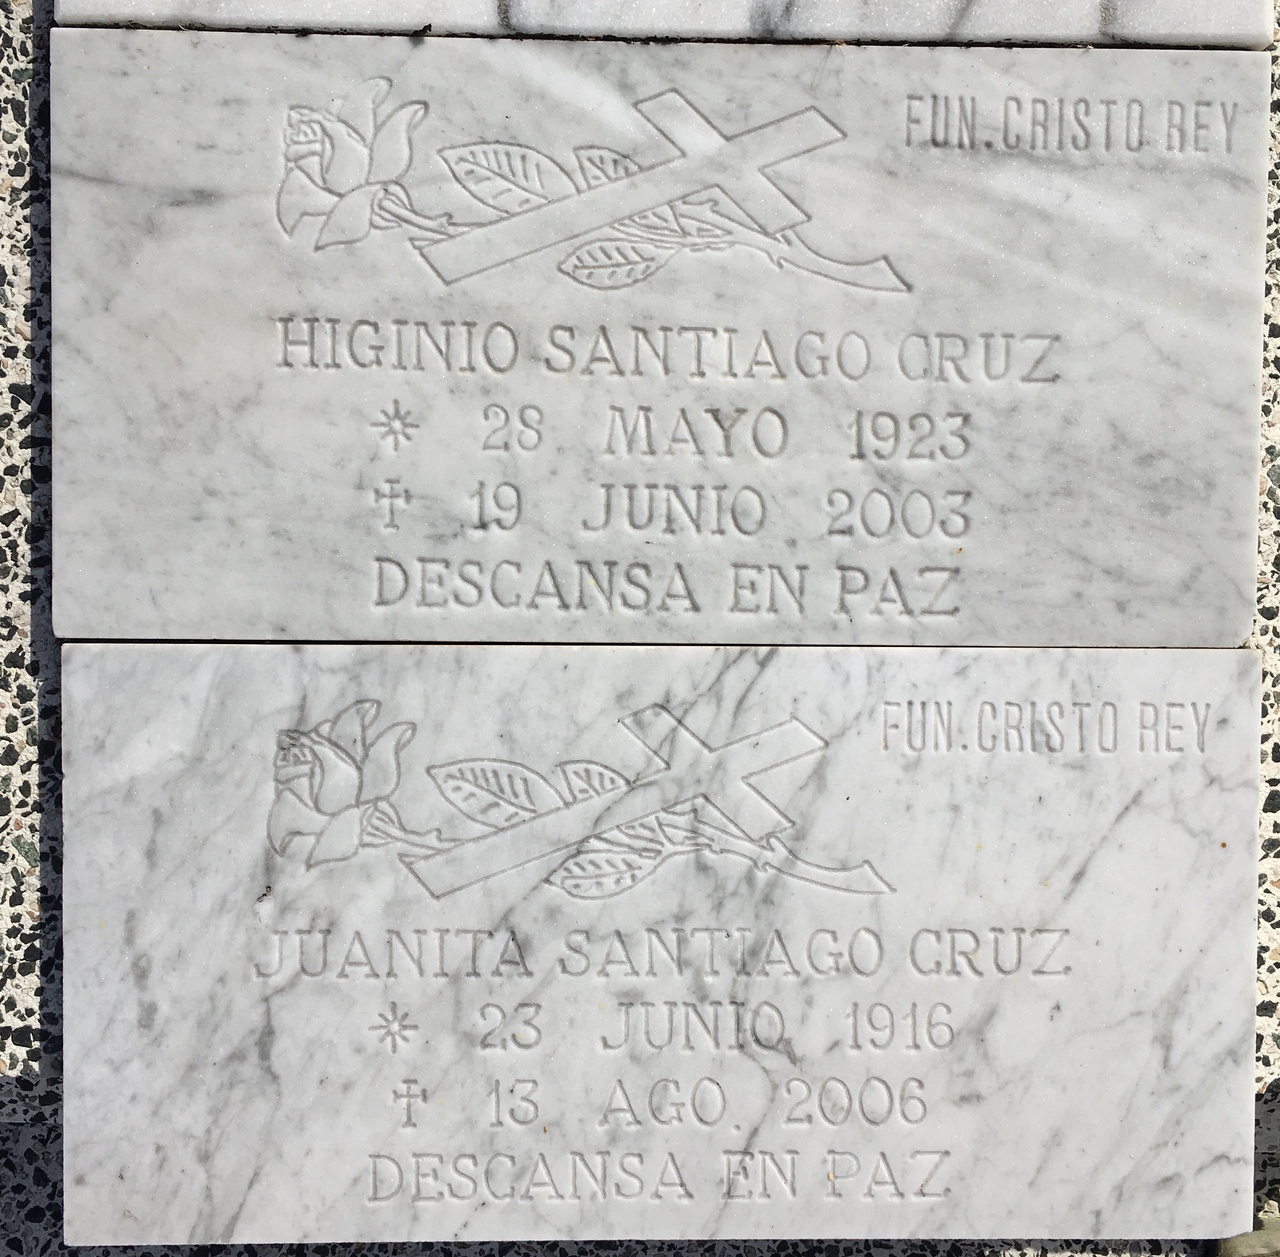 FUN. CRISTO REY
HIGINIO SANTIAGO CRUZ
28 MAYO 1923
19 JUNIO 2003
DESCANSA EN PAZ
FUN. CRISTO REY
JUANITA SANTIAGO CRUZ
23 JUNIO 1916
13 AGO. 2006
DESCANSA EN PAZ